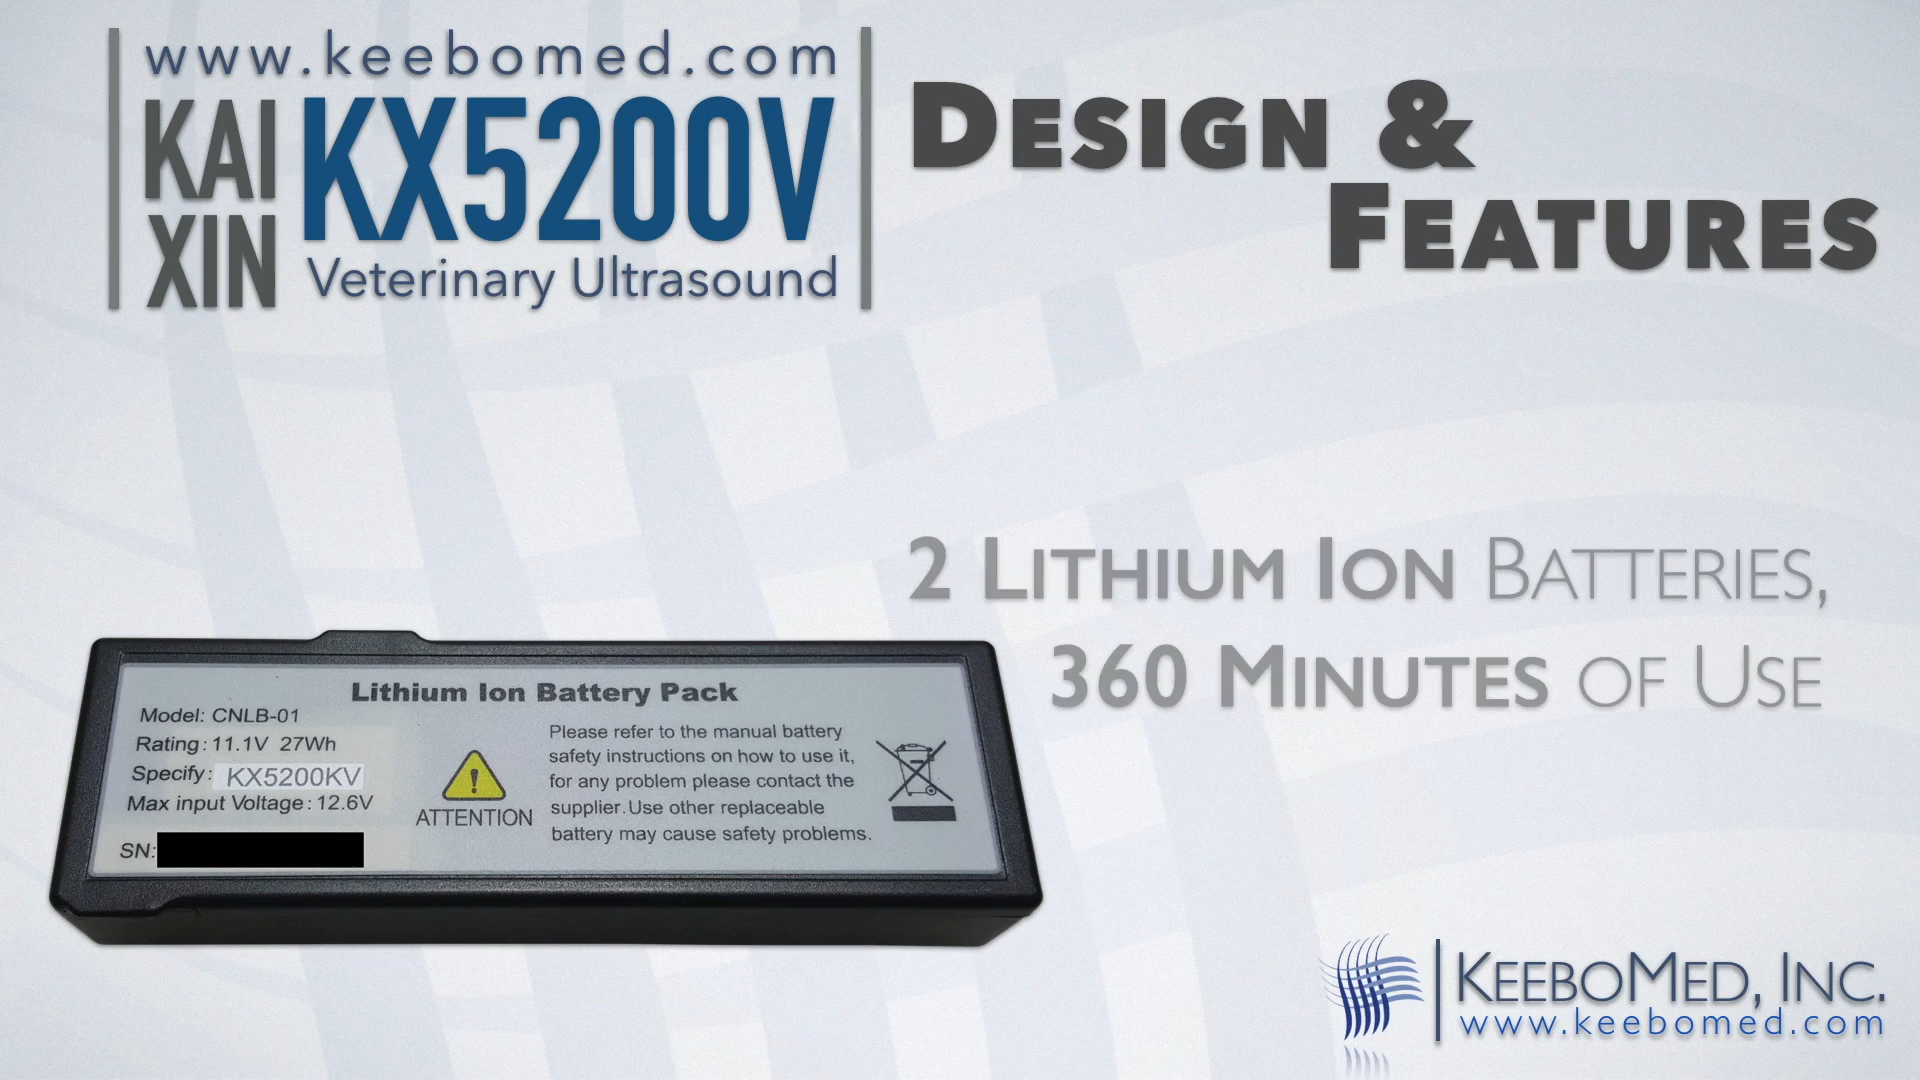 www.keebomed.com
KAI
XIN
KX5200V
Veterinary Ultrasound
DESIGN &
FEATURES
2 LITHIUM ION BATTERIES,
360 MINUTES OF USE
Lithium Ion Battery Pack
Model: CNLB-01
Rating: 11.1V 27Wh
Specify: KX5200KV
Max input Voltage: 12.6V
SN:
ATTENTION
Please refer to the manual battery
safety instructions on how to use it,
for any problem please contact the
supplier.Use other replaceable
battery may cause safety problems.
KEEBOMED, INC.
www.keebomed.com